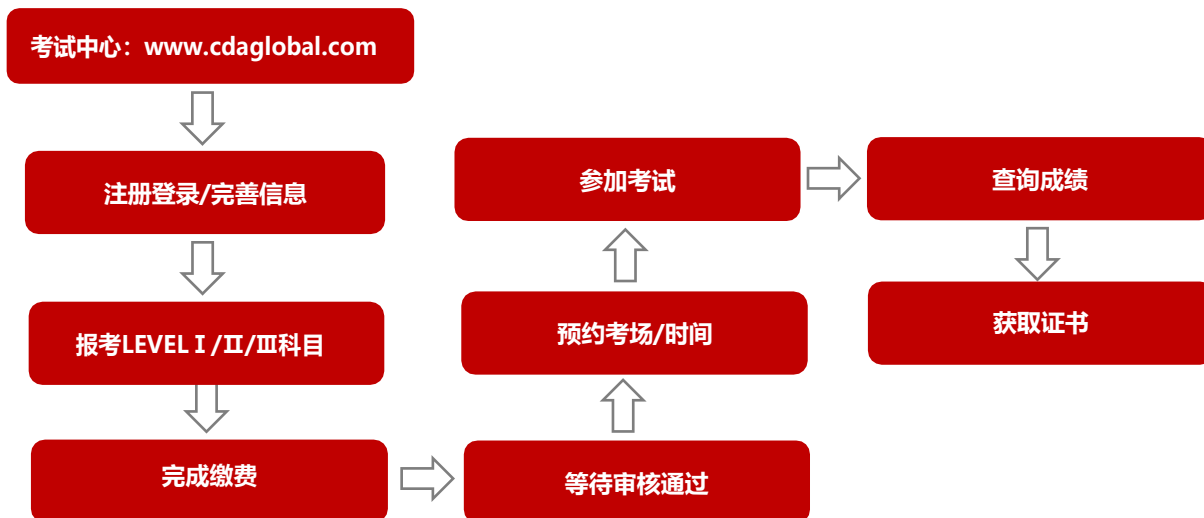 考试中心：www.cdaglobal.com
注册登录/完善信息
报考LEVEL Ⅰ/Ⅱ/Ⅲ科目
完成缴费
等待审核通过
预约考场/时间
参加考试
查询成绩
获取证书